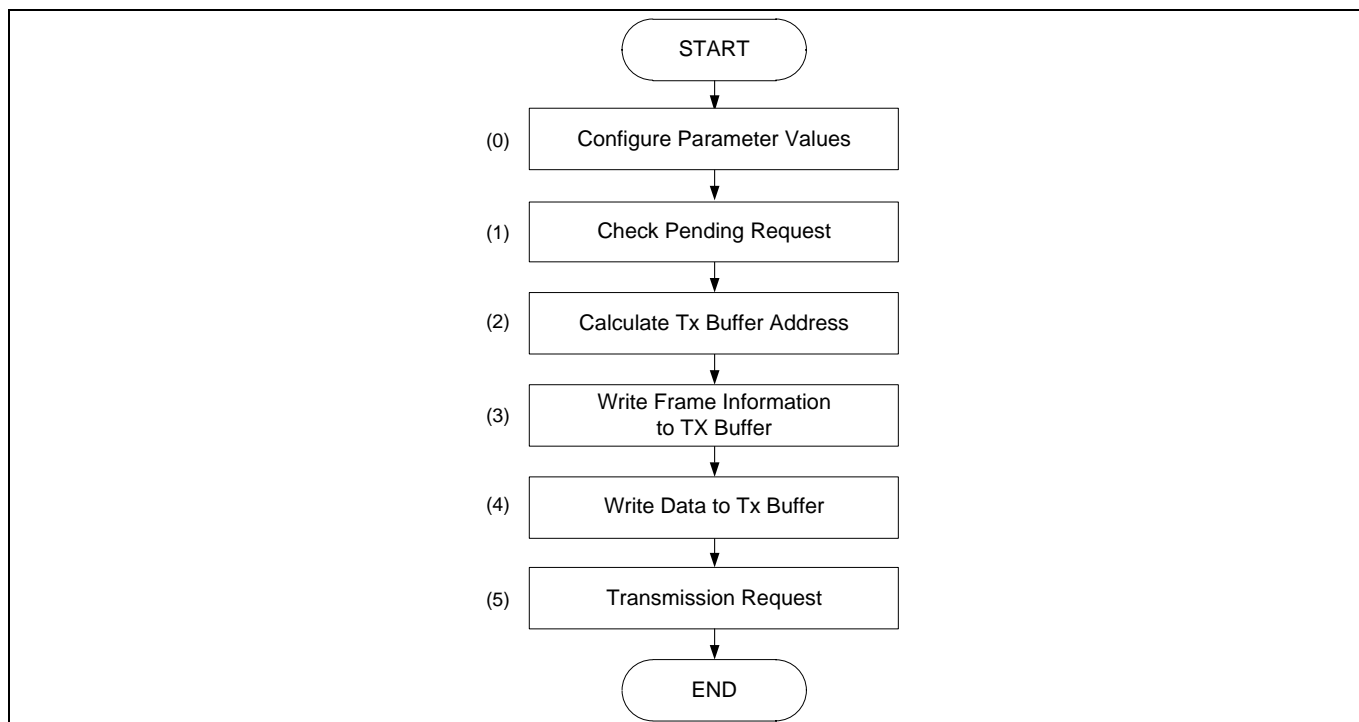 START
(0)
Configure Parameter Values
(1)
Check Pending Request
(2)
Calculate Tx Buffer Address
(3)
Write Frame Information
to TX Buffer
(4)
Write Data to Tx Buffer
(5)
Transmission Request
END